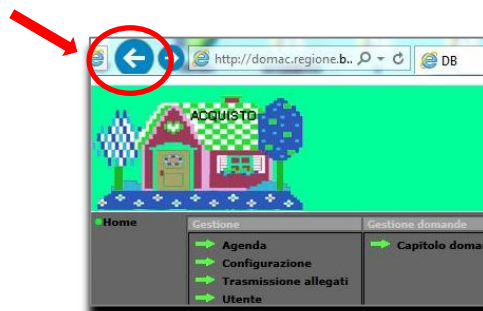 http://domac.regione.b..
DB
ACQUISTO
Home
Gestione
Gestione domande
Agenda
Capitolo doma
Configurazione
Trasmissione allegati
Utente